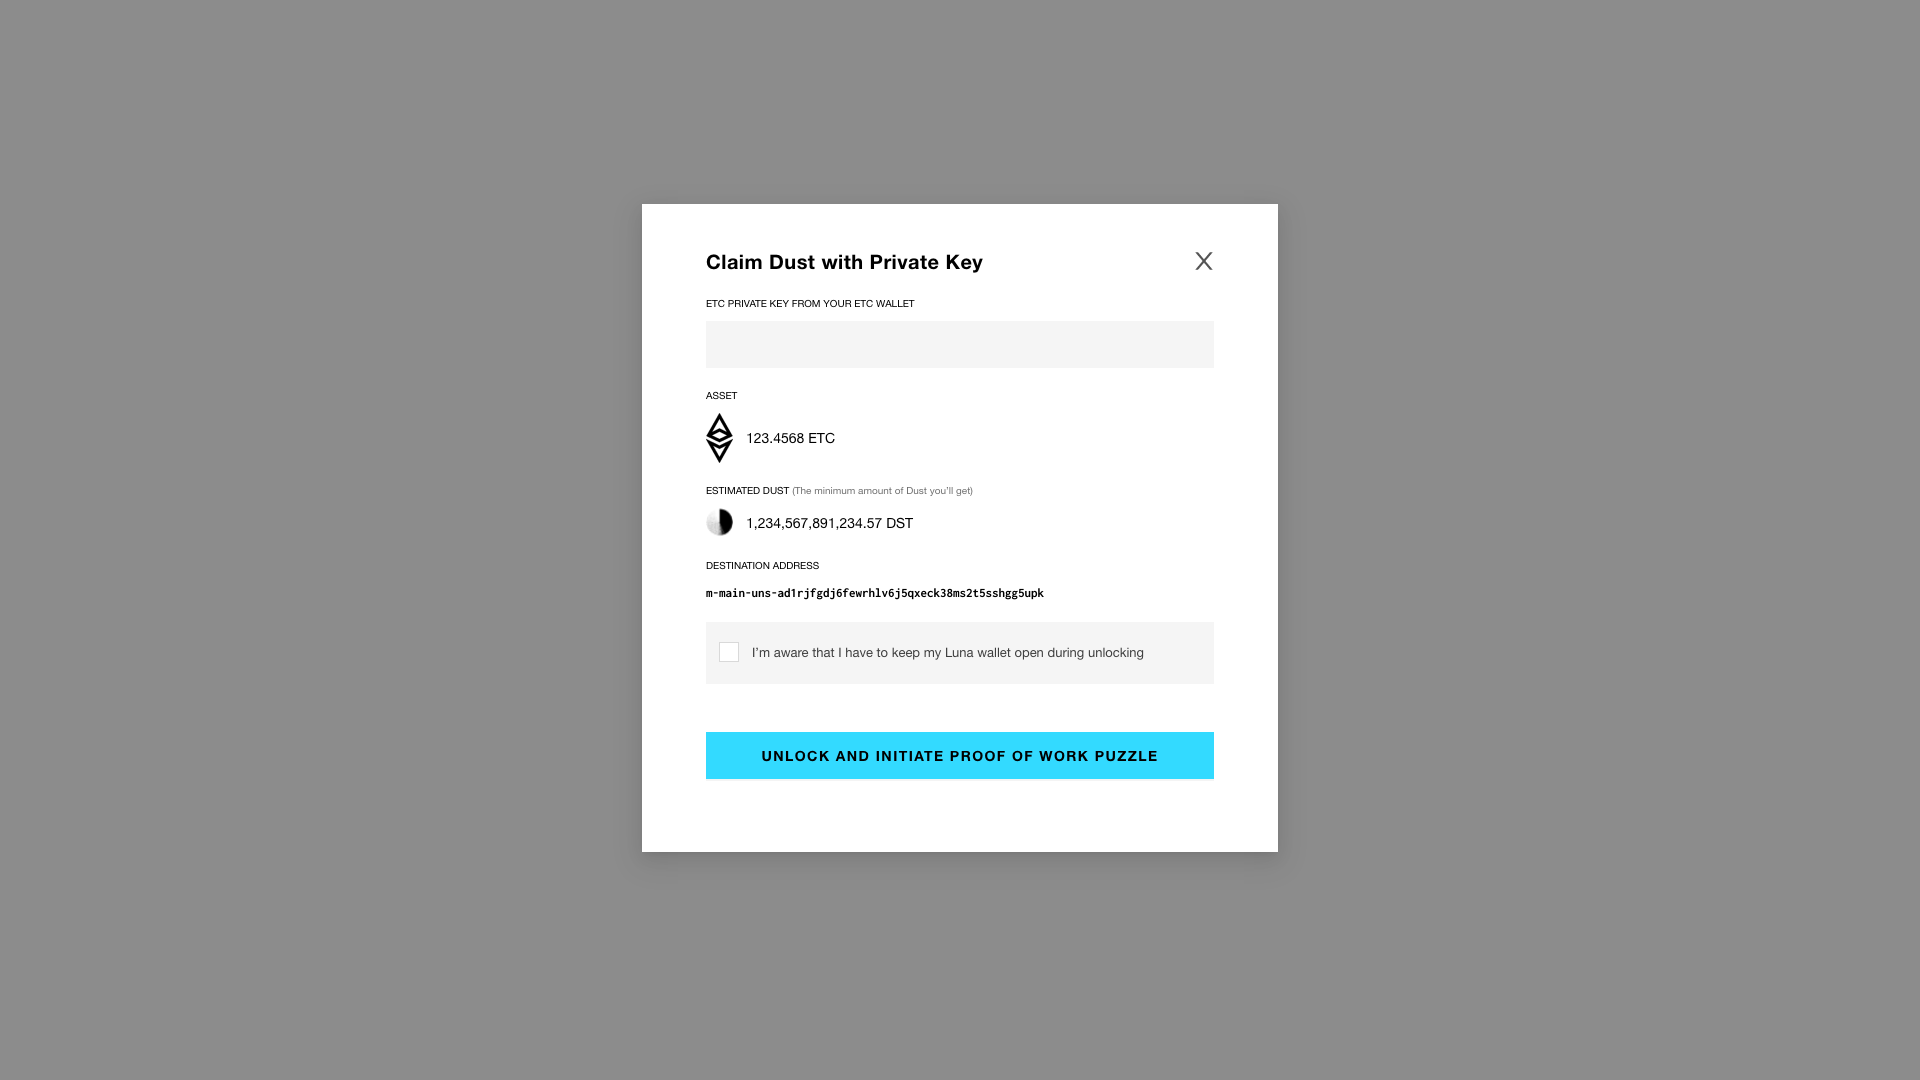 Claim Dust with Private Key
X
ETC PRIVATE KEY FROM YOUR ETC WALLET
ASSET
123.4568 ETC
ESTIMATED DUST (The minimum amount of Dust you'll get)
1,234,567,891,234.57 DST
DESTINATION ADDRESS
m-main-uns-ad1rjfgdj6fewrhlv6j5qxeck38ms2t5sshgg5upk
I'm aware that I have to keep my Luna wallet open during unlocking
UNLOCK AND INITIATE PROOF OF WORK PUZZLE